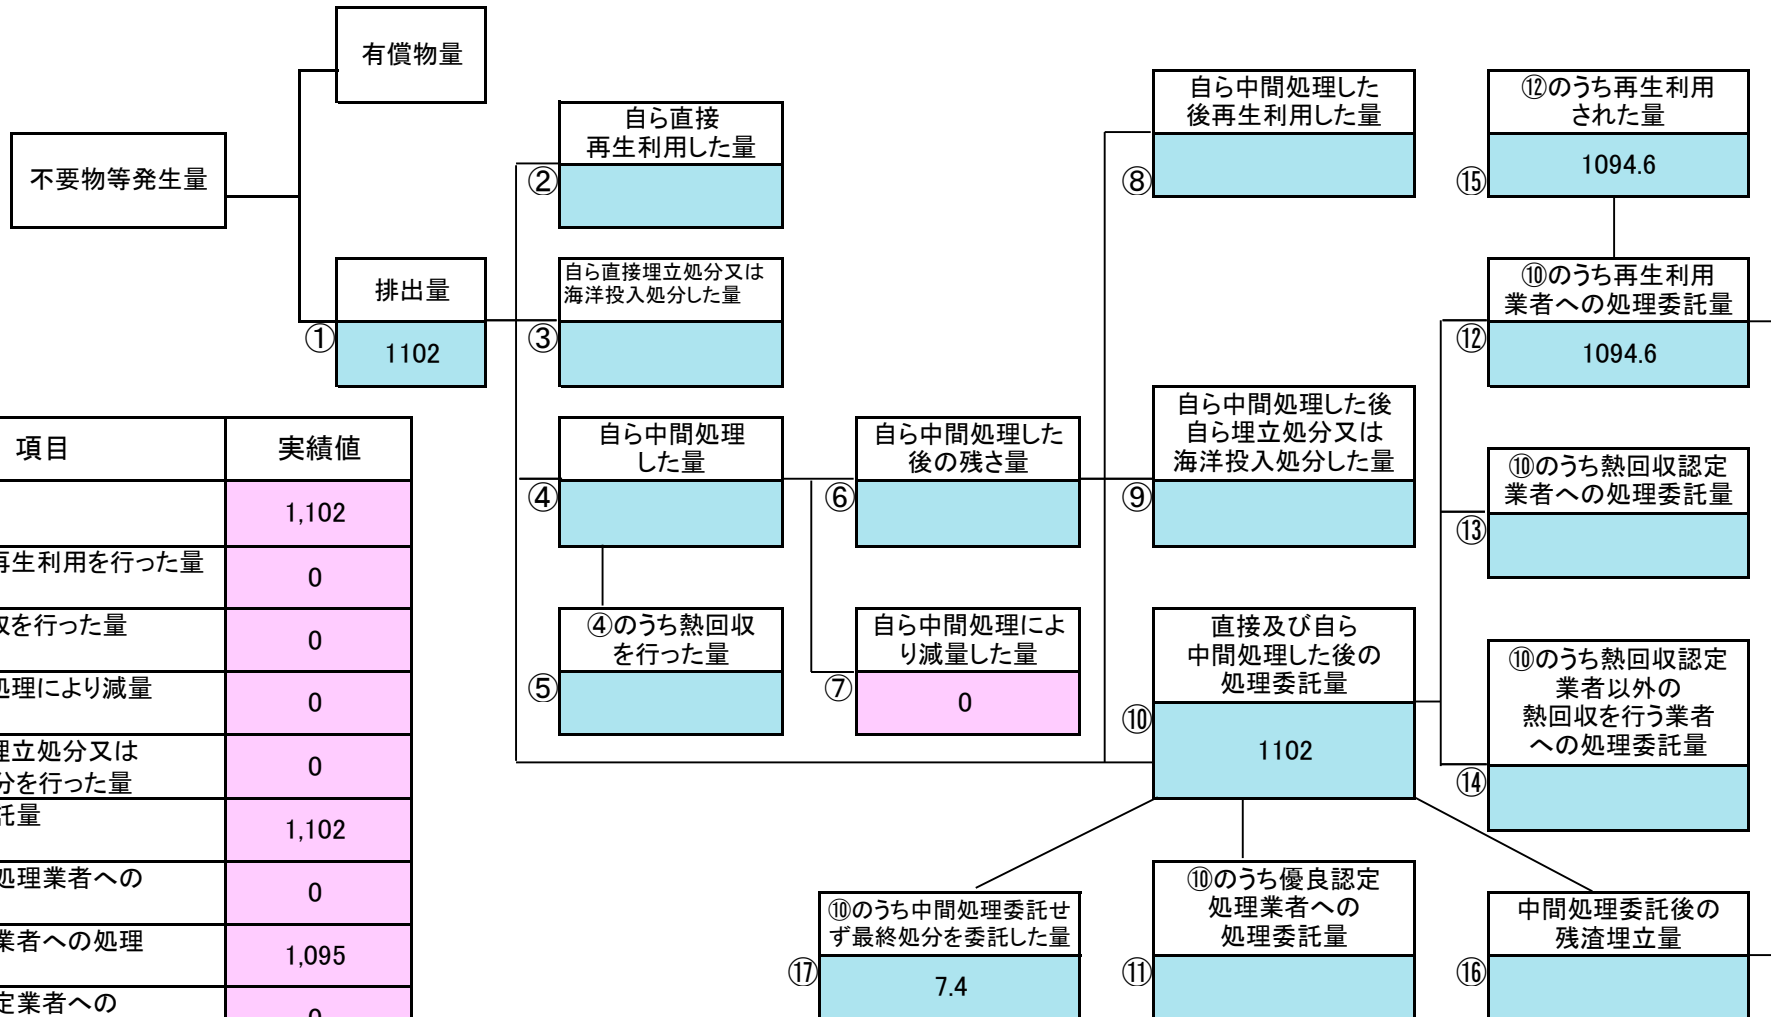 有償物量
不要物等発生量
排出量
①
1102
自ら直接
再生利用した量
②
自ら直接埋立処分又は
海洋投入処分した量
③
自ら中間処理
した量
④
④のうち熱回収
を行った量
⑤
自ら中間処理した
後の残さ量
⑥
自ら中間処理によ
り減量した量
⑦
0
自ら中間処理した
後再生利用した量
⑧
自ら中間処理した後
自ら埋立処分又は
海洋投入処分した量
⑨
直接及び自ら
中間処理した後の
処理委託量
⑩
1102
⑫のうち再生利用
された量
⑮
1094.6
⑩のうち再生利用
業者への処理委託量
⑫
1094.6
⑩のうち熱回収認定
業者への処理委託量
⑬
⑩のうち熱回収認定
業者以外の
熱回収を行う業者
への処理委託量
⑭
⑩のうち中間処理委託せ
ず最終処分を委託した量
⑰
7.4
⑩のうち優良認定
処理業者への
処理委託量
⑪
中間処理委託後の
残渣埋立量
⑯
項目
実績値
1,102
再生利用を行った量
0
収を行った量
0
処理により減量
0
埋立処分又は
分を行った量
0
託量
1,102
処理業者への
0
業者への処理
1,095
定業者への
0